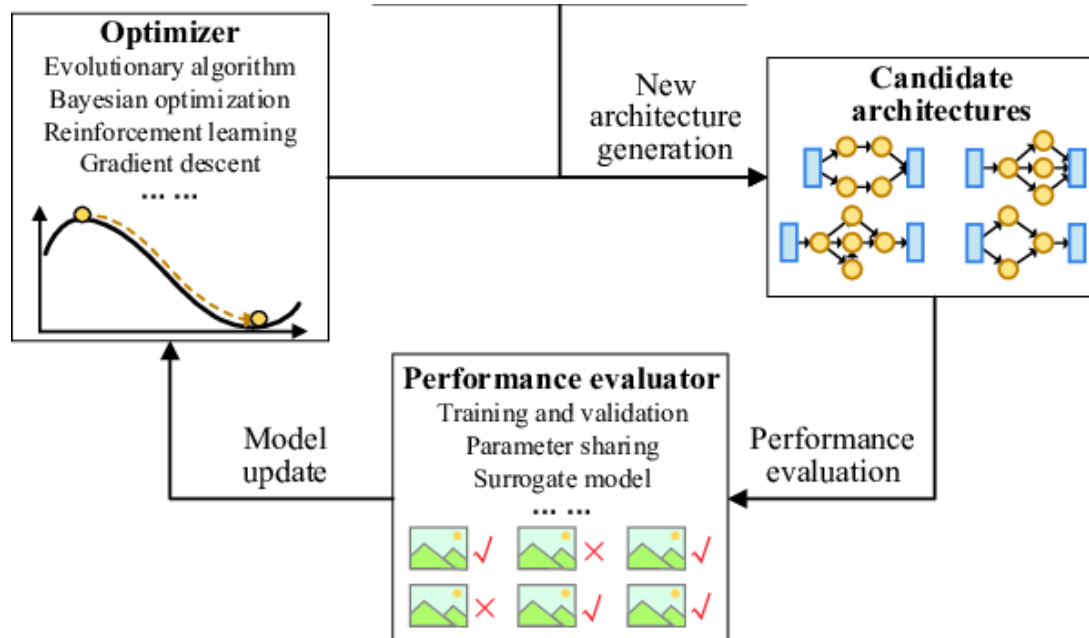 Optimizer
Evolutionary algorithm
Bayesian optimization
Reinforcement learning
Gradient descent
... ...
New
architecture
generation
Candidate
architectures
Performance evaluator
Training and validation
Parameter sharing
Surrogate model
... ...
Model
update
Performance
evaluation